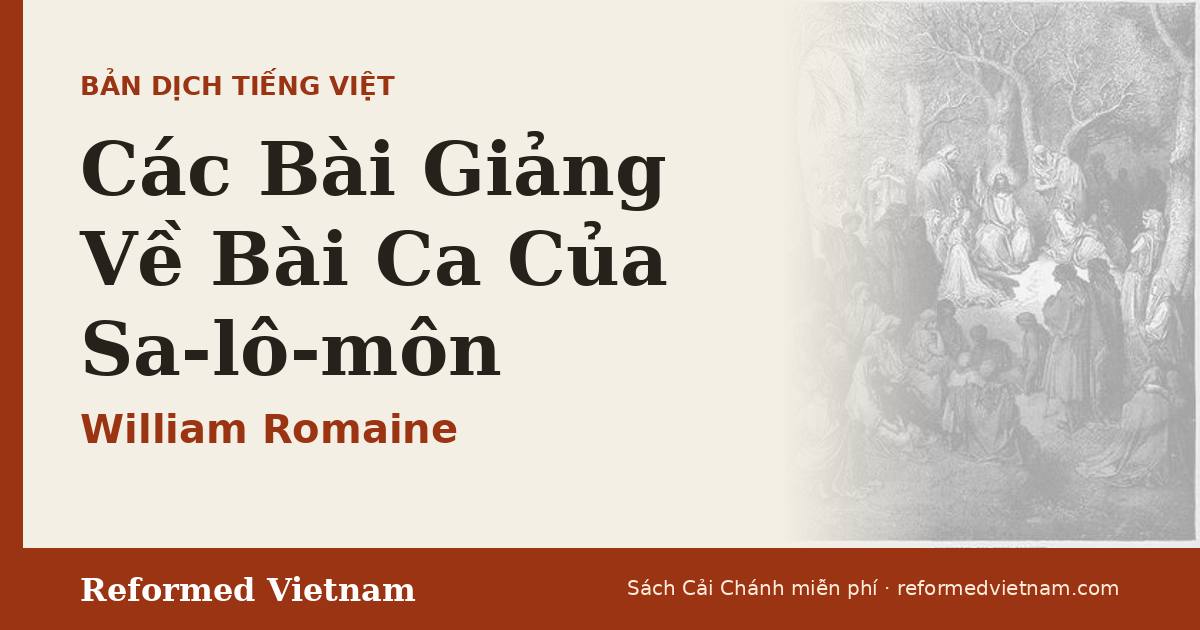 BẢN DỊCH TIẾNG VIỆT
Các Bài Giảng
Về Bài Ca Của
Sa-lô-môn
William Romaine
Reformed Vietnam
Sách Cải Chánh miễn phí · reformedvietnam.com